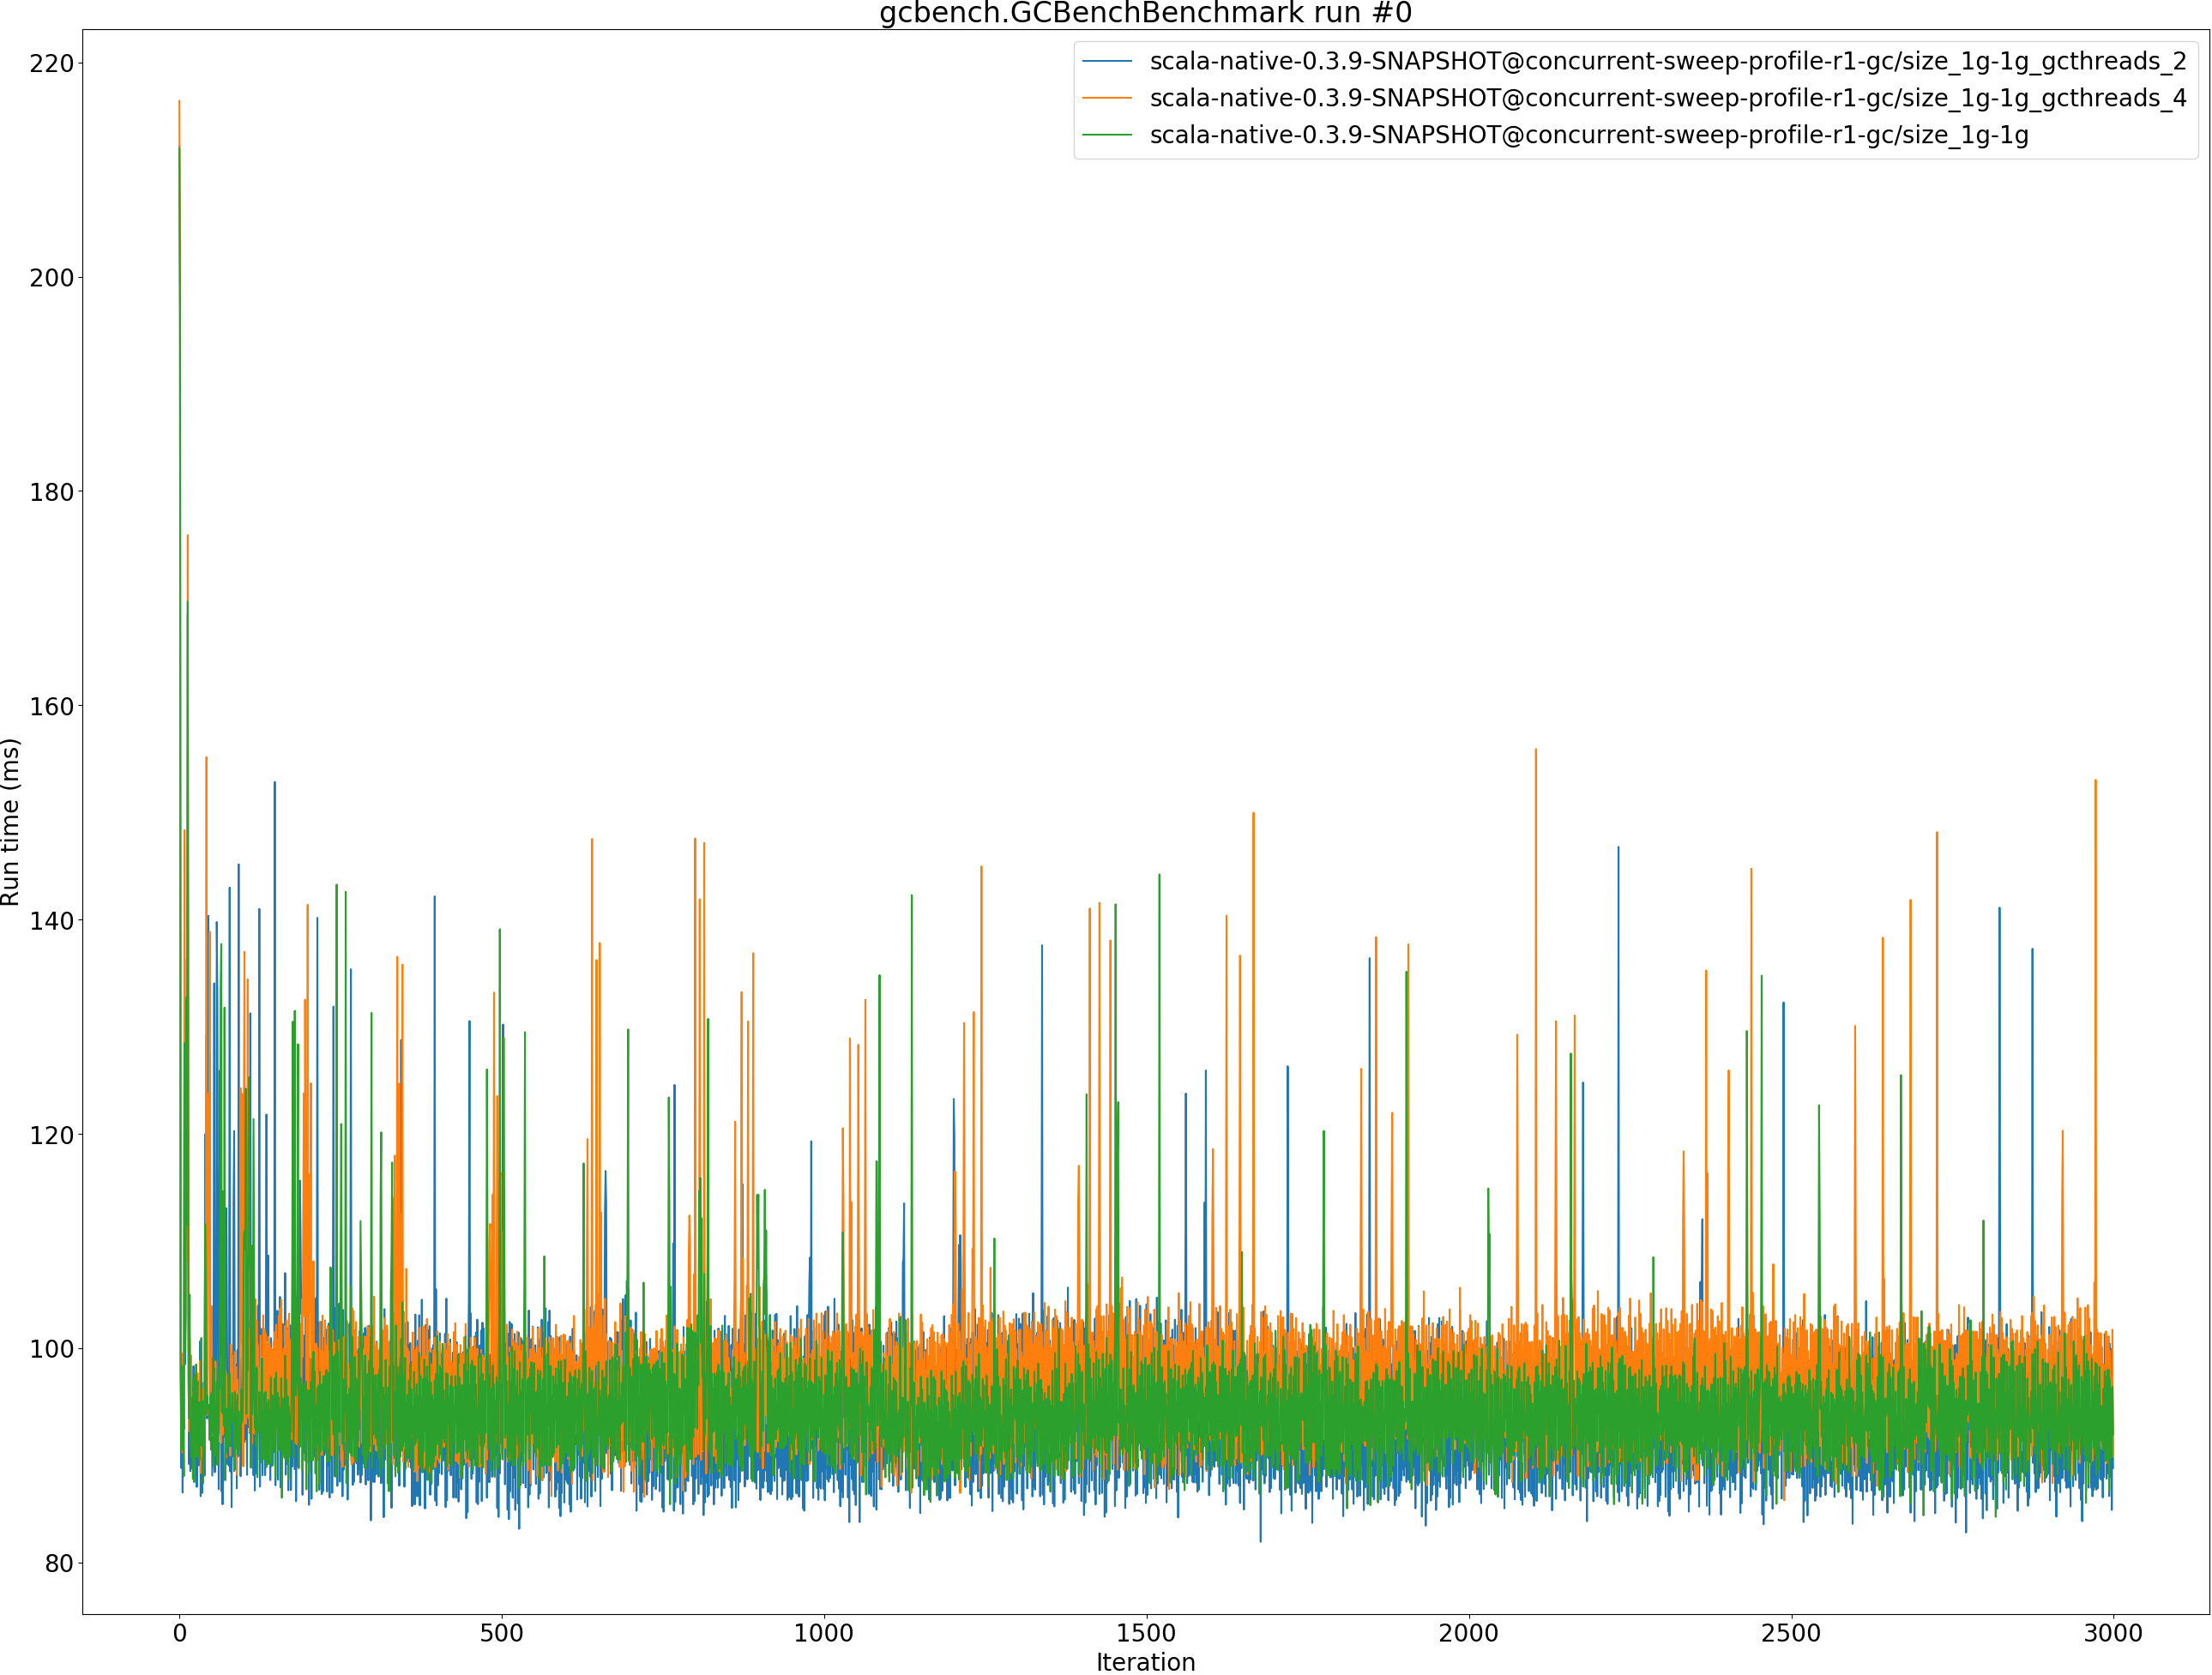 gcbench.GCBenchBenchmark run #0
scala-native-0.3.9-SNAPSHOT@concurrent-sweep-profile-r1-gc/size_1g-1g_gcthreads_2
scala-native-0.3.9-SNAPSHOT@concurrent-sweep-profile-r1-gc/size_1g-1g_gcthreads_4
scala-native-0.3.9-SNAPSHOT@concurrent-sweep-profile-r1-gc/size_1g-1g
220
200
180
160
140
120
100
80
Run time (ms)
0 500 1000 1500 2000 2500 3000
Iteration